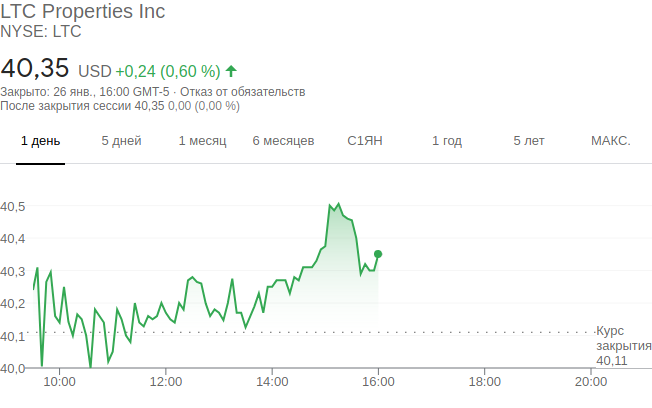 LTC Properties Inc
NYSE: LTC
40,35 USD +0,24 (0,60 %)
Закрыто: 26 янв., 16:00 GMT-5 · Отказ от обязательств
После закрытия сессии 40,35 0,00 (0,00 %)
1 день 5 дней 1 месяц 6 месяцев С1ЯН 1 год 5 лет МАКС.
40,5
40,4
40,3
40,2
40,1
40,0
Курс
закрытия
40,11
10:00 12:00 14:00 16:00 18:00 20:00